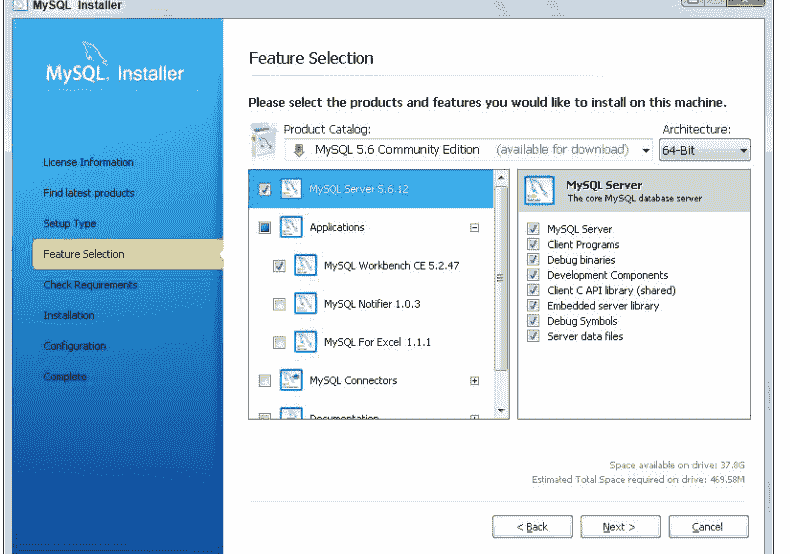 MySQL Installer
MySQL. Installer
License Information
Find latest products
Setup Type
Feature Selection
Check Requirements
Installation
Configuration
Complete
Feature Selection
Please select the products and features you would like to install on this machine.
Product Catalog:
Architecture:
MySQL 5.6 Community Edition (available for download)
64-Bit
MySQL Server 5.6.12
Applications
MySQL Workbench CE 5.2.47
MySQL Notifier 1.0.3
MySQL For Excel 1.1.1
MySQL Connectors
Documentation
MySQL Server
The core MySQL database server
MySQL Server
Client Programs
Debug binaries
Development Components
Client C API library (shared)
Embedded server library
Debug Symbols
Server data files
Space available on drive: 37.8G
Estimated Total Space required on drive: 469.58M
< Back
Next >
Cancel